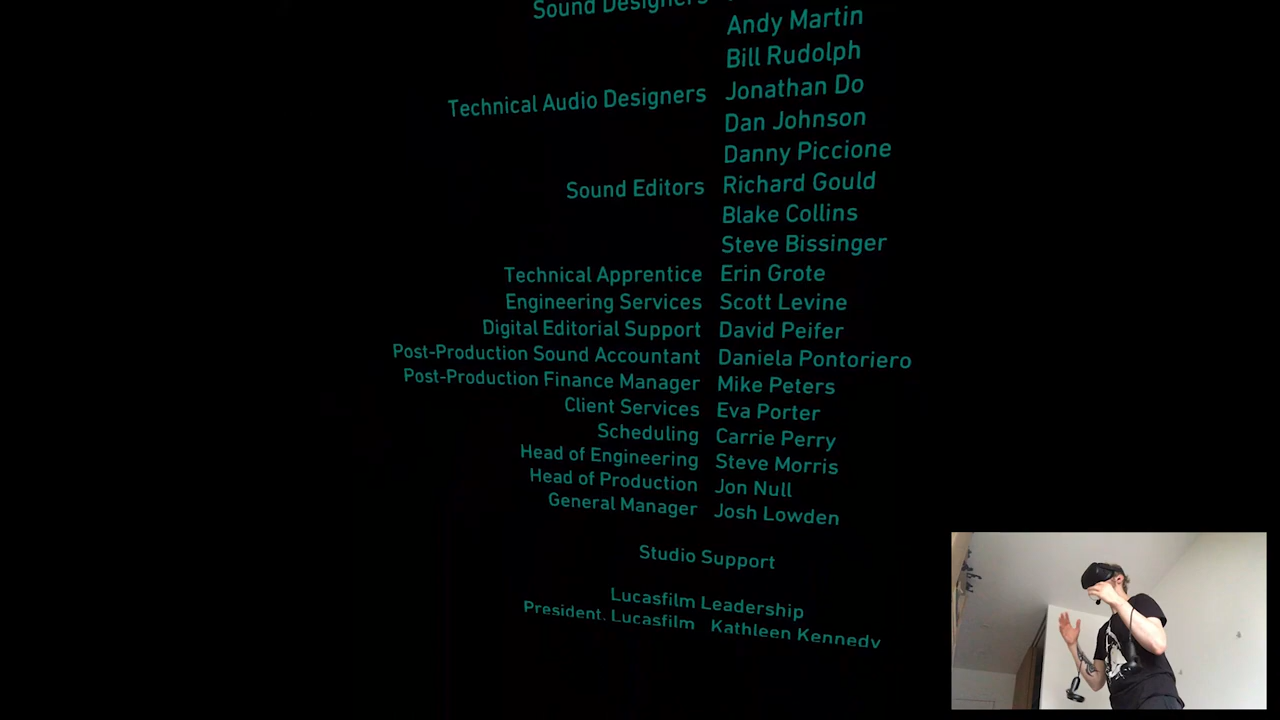 Sound Designers
Andy Martin
Bill Rudolph
Technical Audio Designers Jonathan Do
Dan Johnson
Danny Piccione
Sound Editors Richard Gould
Blake Collins
Steve Bissinger
Technical Apprentice Erin Grote
Engineering Services Scott Levine
Digital Editorial Support David Peifer
Post-Production Sound Accountant Daniela Pontoriero
Post-Production Finance Manager Mike Peters
Client Services Eva Porter
Scheduling Carrie Perry
Head of Engineering Steve Morris
Head of Production Jon Null
General Manager Josh Lowden
Studio Support
Lucasfilm Leadership
President, Lucasfilm Kathleen Kennedy